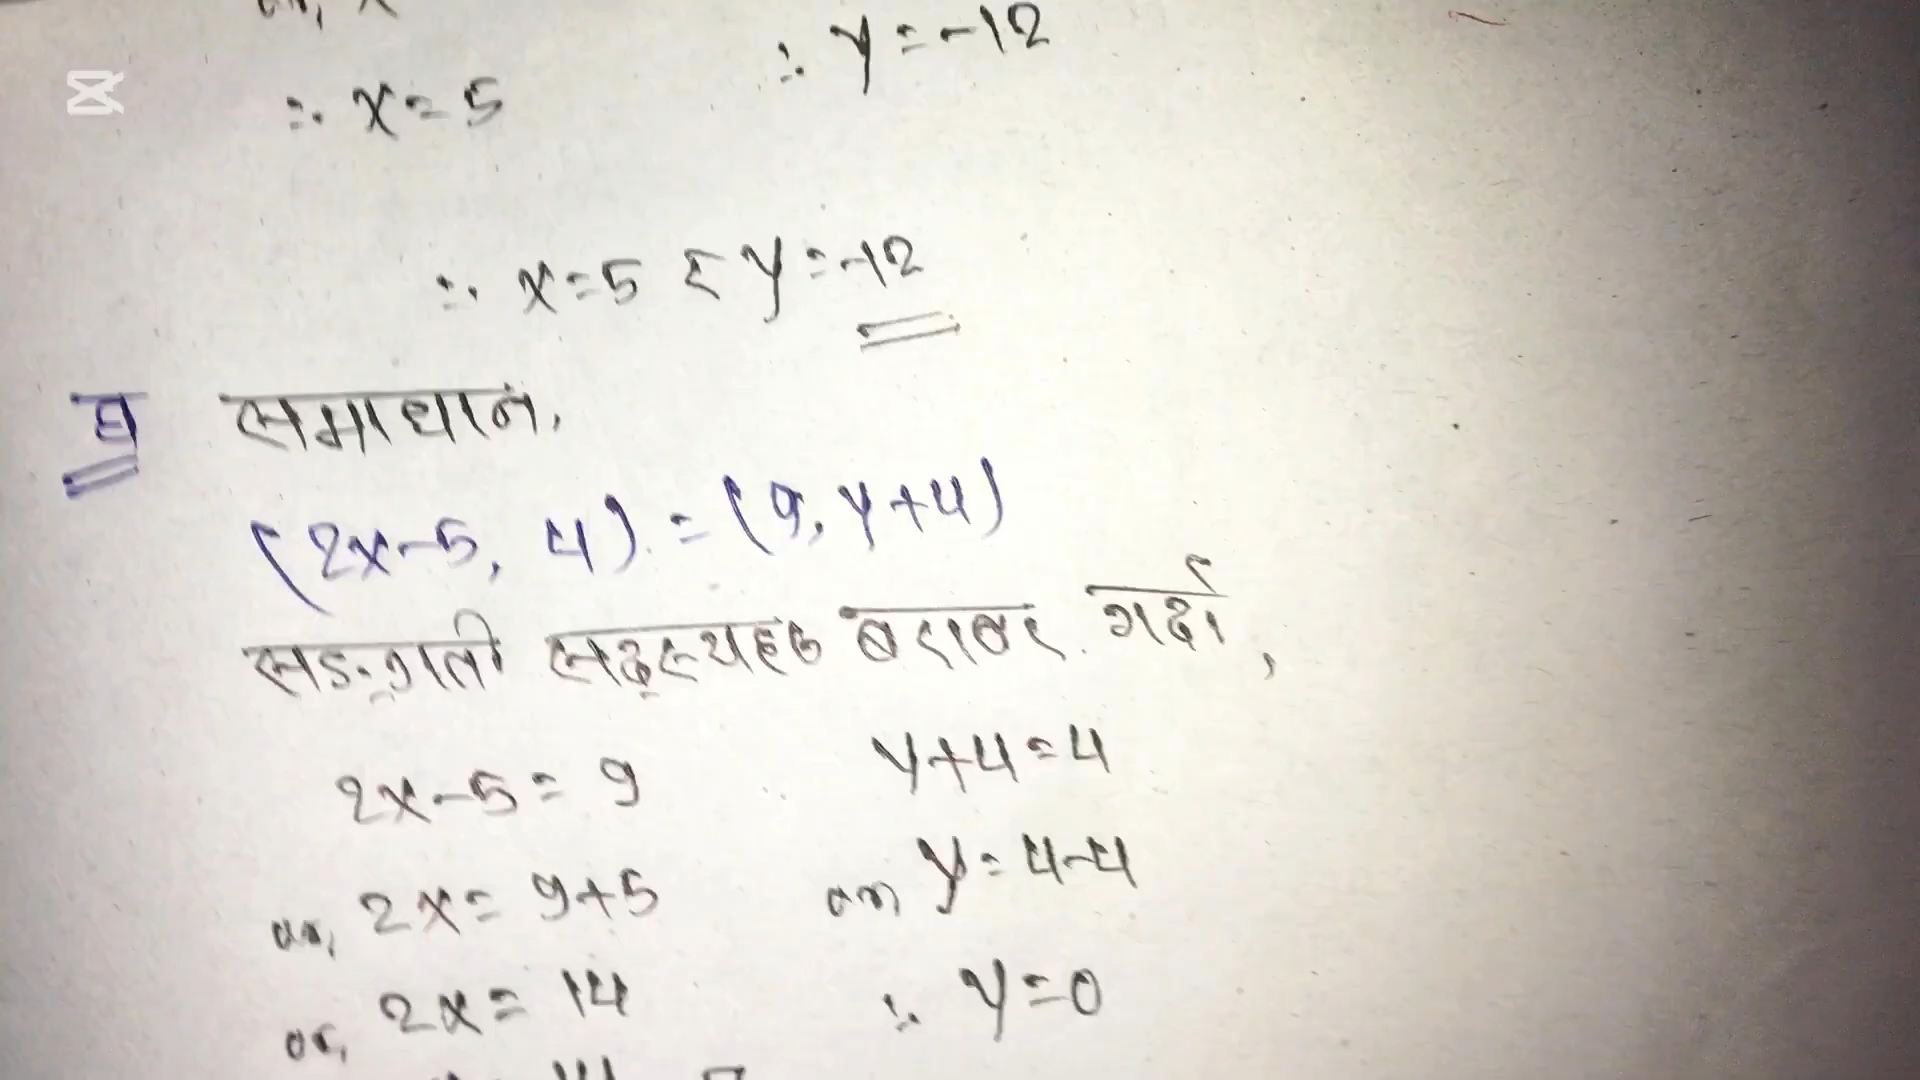 ∴ y = -12
∴ x = 5
∴ x = 5 र y = -12
घ समाधान,
(2x-5, 4) = (9, y+4)
सङ्गती सदस्यहरु बराबर गर्दा,
2x-5 = 9 y+4 = 4
or, 2x = 9+5 or, y = 4-4
or, 2x = 14 ∴ y = 0